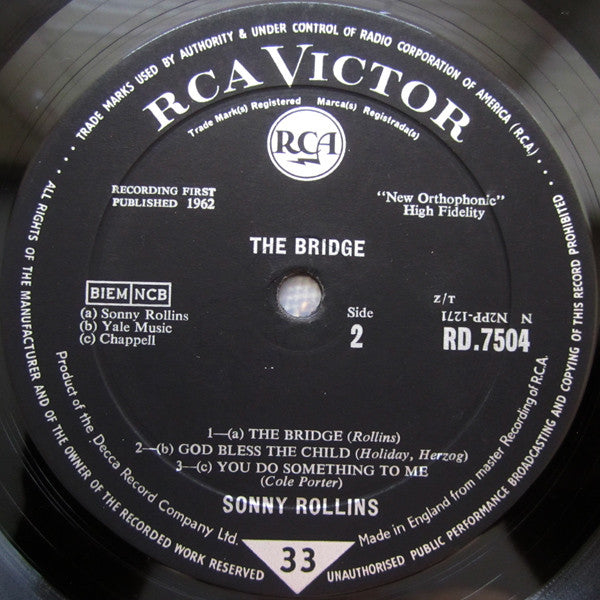 TRADE MARKS USED BY AUTHORITY & UNDER CONTROL OF RADIO CORPORATION OF AMERICA (R.C.A.)
RCA VICTOR
Trade Mark(s) Registered Marca(s) Registrada(s)
RCA
RECORDING FIRST
PUBLISHED 1962
"New Orthophonic"
High Fidelity
THE BRIDGE
BIEM NCB
(a) Sonny Rollins
(b) Yale Music
(c) Chappell
Side
2
Z/T
N N2PP-1271
RD.7504
1—(a) THE BRIDGE (Rollins)
2—(b) GOD BLESS THE CHILD (Holiday, Herzog)
3—(c) YOU DO SOMETHING TO ME
(Cole Porter)
SONNY ROLLINS
Product of the Decca Record Company Ltd.
Made in England from master Recording of R.C.A.
33
ALL RIGHTS OF THE MANUFACTURER AND OF THE OWNER OF THE RECORDED WORK RESERVED
UNAUTHORISED PUBLIC PERFORMANCE BROADCASTING AND COPYING OF THIS RECORD PROHIBITED